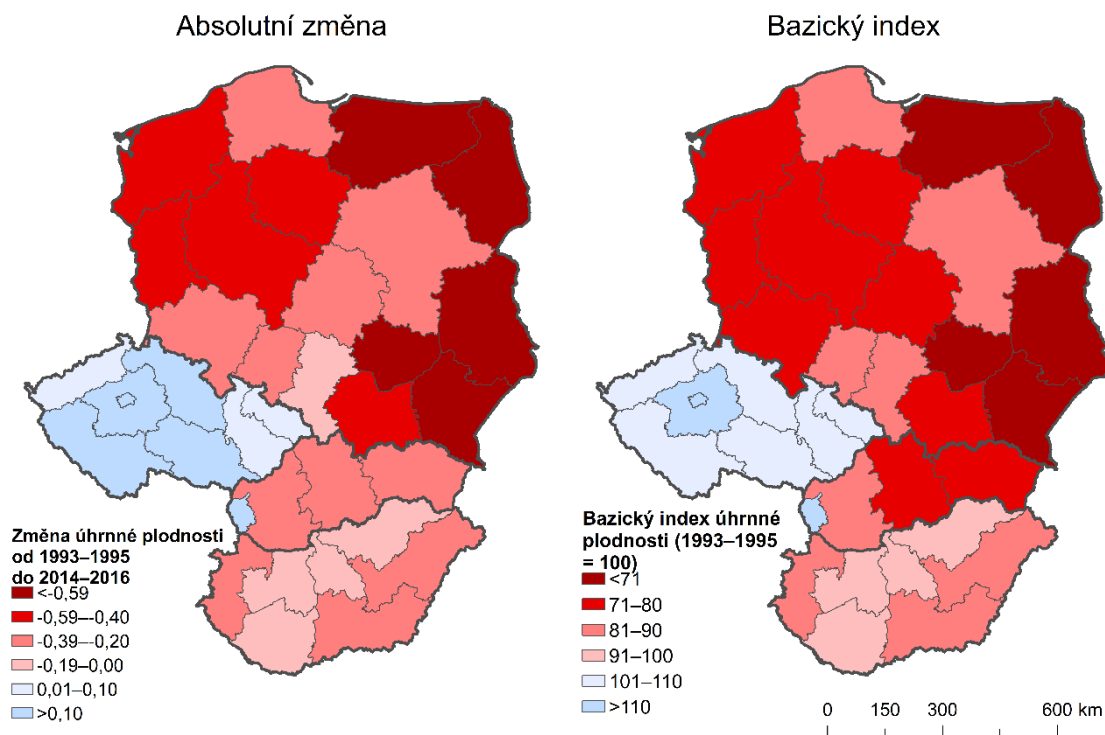 Absolutní změna
Bazický index
Změna úhrnné plodnosti
od 1993–1995
do 2014–2016
<-0,59
-0,59–-0,40
-0,39–-0,20
-0,19–0,00
0,01–0,10
>0,10
Bazický index úhrnné
plodnosti (1993–1995
= 100)
<71
71–80
81–90
91–100
101–110
>110
0 150 300 600 km